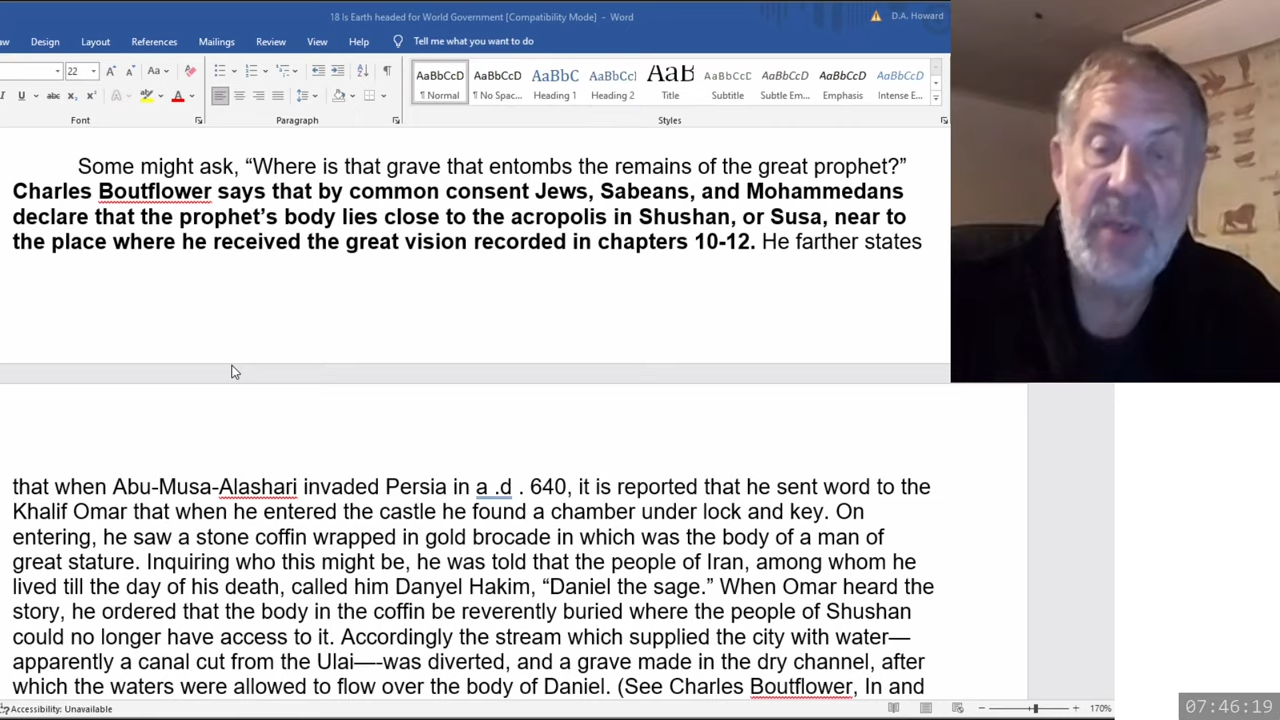 18 Is Earth headed for World Government [Compatibility Mode] - Word
D.A. Howard
Design Layout References Mailings Review View Help Tell me what you want to do
22 Aa
U abc x₂ x² A
AaBbCcD AaBbCcD AaBbC AaBbCcI AaB AaBbCcD AaBbCcD AaBbCcD AaBbCcD
¶ Normal ¶ No Spac... Heading 1 Heading 2 Title Subtitle Subtle Em... Emphasis Intense E...
Font Paragraph Styles
Some might ask, “Where is that grave that entombs the remains of the great prophet?”
Charles Boutflower says that by common consent Jews, Sabeans, and Mohammedans
declare that the prophet’s body lies close to the acropolis in Shushan, or Susa, near to
the place where he received the great vision recorded in chapters 10-12. He farther states
that when Abu-Musa-Alashari invaded Persia in a .d . 640, it is reported that he sent word to the
Khalif Omar that when he entered the castle he found a chamber under lock and key. On
entering, he saw a stone coffin wrapped in gold brocade in which was the body of a man of
great stature. Inquiring who this might be, he was told that the people of Iran, among whom he
lived till the day of his death, called him Danyel Hakim, “Daniel the sage.” When Omar heard the
story, he ordered that the body in the coffin be reverently buried where the people of Shushan
could no longer have access to it. Accordingly the stream which supplied the city with water—
apparently a canal cut from the Ulai—-was diverted, and a grave made in the dry channel, after
which the waters were allowed to flow over the body of Daniel. (See Charles Boutflower, In and
Accessibility: Unavailable
170%
07:46:19